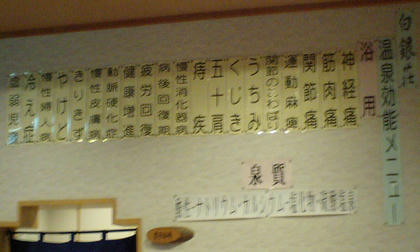 白銀荘
温泉効能メニュー
浴用
神経痛
筋肉痛
関節痛
運動麻痺
関節のこわばり
うちみ
くじき
五十肩
痔疾
慢性消化器病
病後回復期
疲労回復
健康増進
動脈硬化症
慢性皮膚病
きりきず
やけど
慢性婦人病
冷え症
虚弱児童
泉質